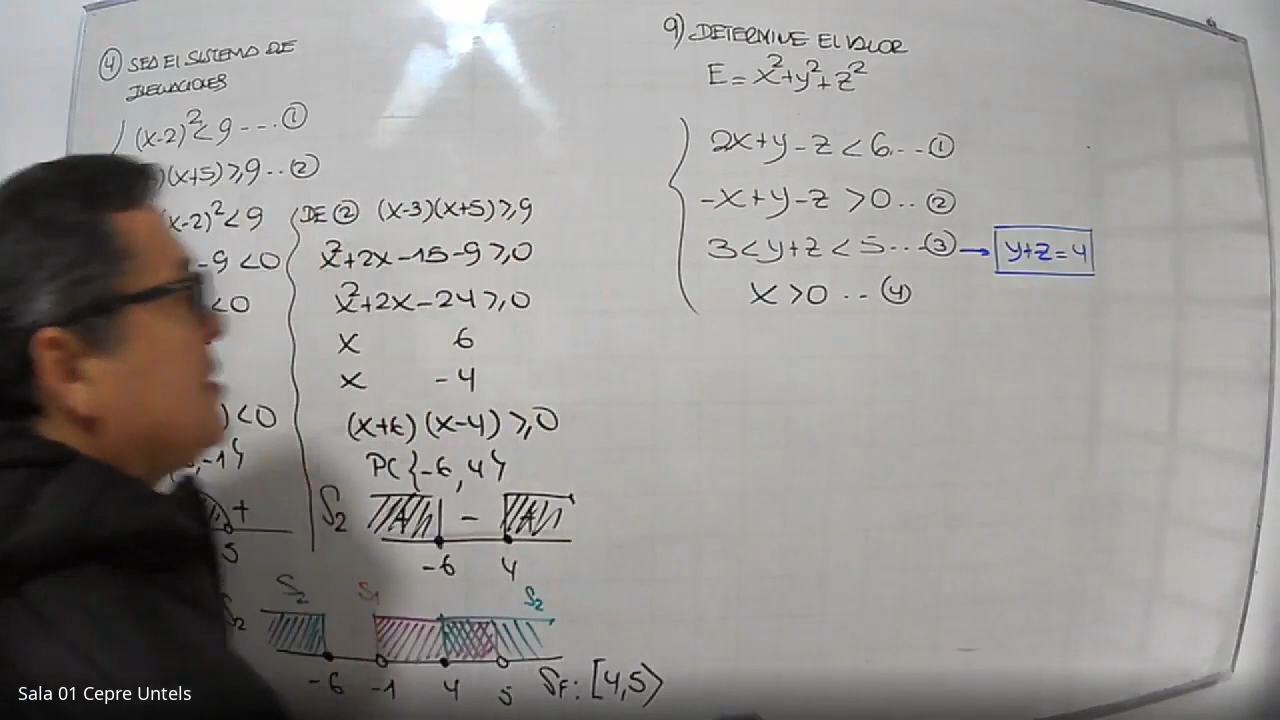 ④ SEA El SISTEMA DE
INECUACIONES
(x-2)²<9 --- ①
(x+5)≥9 -- ②
(x-2)²<9
-9<0
<0
)<0
,-1}
+
5
DE ② (x-3)(x+5)≥9
x²+2x-15-9≥0
x²+2x-24≥0
x 6
x -4
(x+6)(x-4)≥0
PC{-6,4}
S₂ + - +
-6 4
S₂ S₁ S₂
S₂
-6 -1 4 5 SF: [4,5⟩
9) DETERMINE El VALOR
E = x²+y²+z²
2x+y-z<6 --- ①
-x+y-z>0 -- ②
3<y+z<5 --- ③ → y+z=4
x>0 -- ④
Sala 01 Cepre Untels